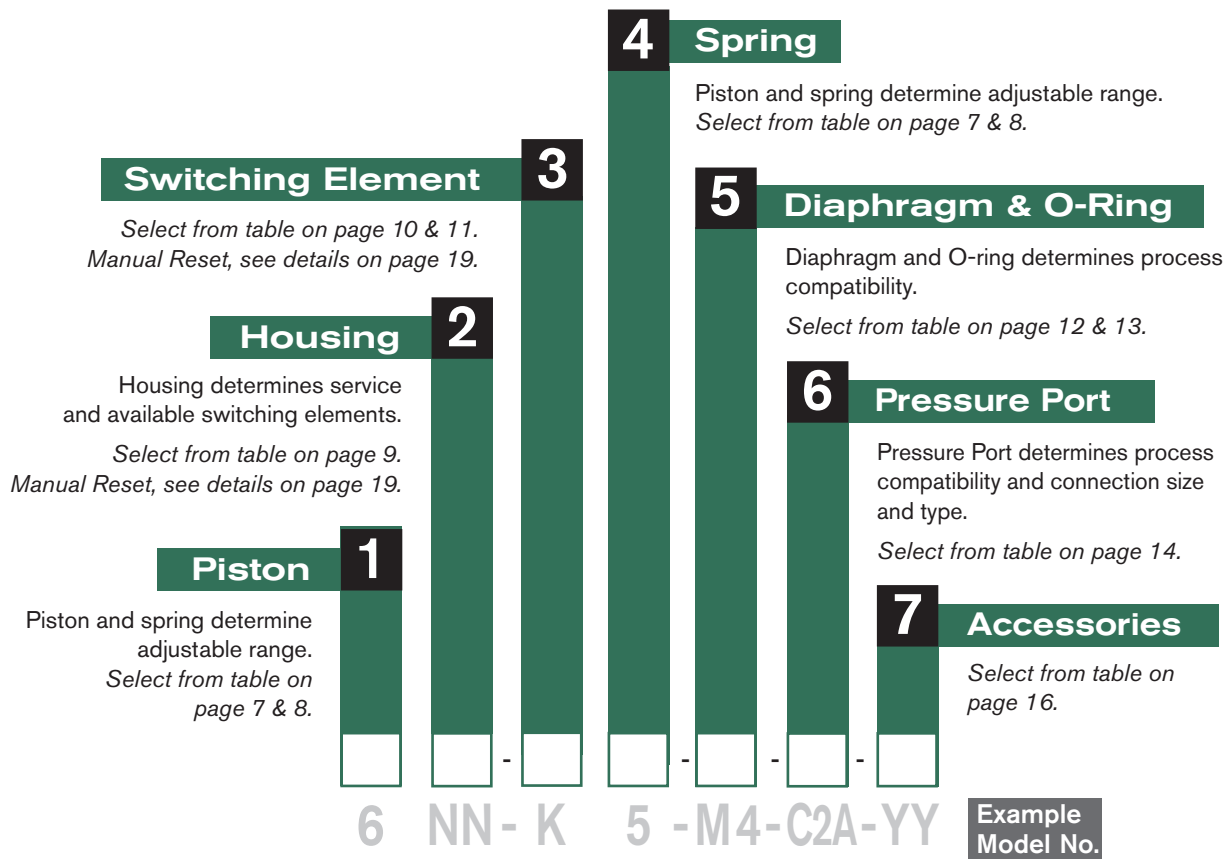 4 Spring
Piston and spring determine adjustable range.
Select from table on page 7 & 8.
Switching Element 3
Select from table on page 10 & 11.
Manual Reset, see details on page 19.
5 Diaphragm & O-Ring
Diaphragm and O-ring determines process
compatibility.
Select from table on page 12 & 13.
Housing 2
Housing determines service
and available switching elements.
Select from table on page 9.
Manual Reset, see details on page 19.
6 Pressure Port
Pressure Port determines process
compatibility and connection size
and type.
Select from table on page 14.
Piston 1
Piston and spring determine
adjustable range.
Select from table on
page 7 & 8.
7 Accessories
Select from table on
page 16.
- - - -
6 NN - K 5 - M4 - C2A - YY
Example
Model No.